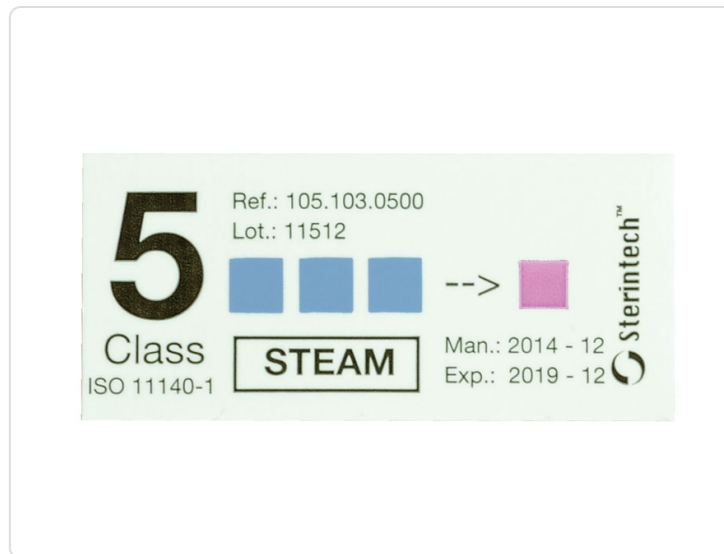 5
Class
ISO 11140-1
Ref.: 105.103.0500
Lot.: 11512
-->
STEAM
Man.: 2014 - 12
Exp.: 2019 - 12
Sterintech™